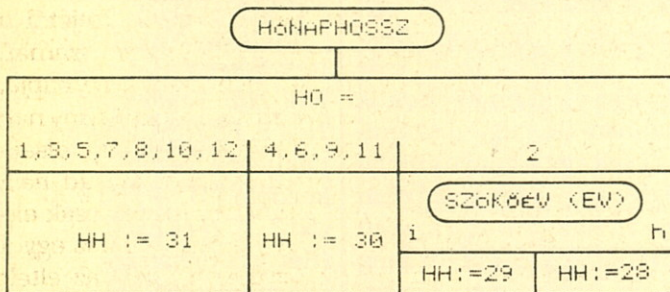 HóNAPHOSSZ
HO =
1,3,5,7,8,10,12 4,6,9,11 2
SZöKőéV (EV)
HH := 31 HH := 30 i h
HH:=29 HH:=28